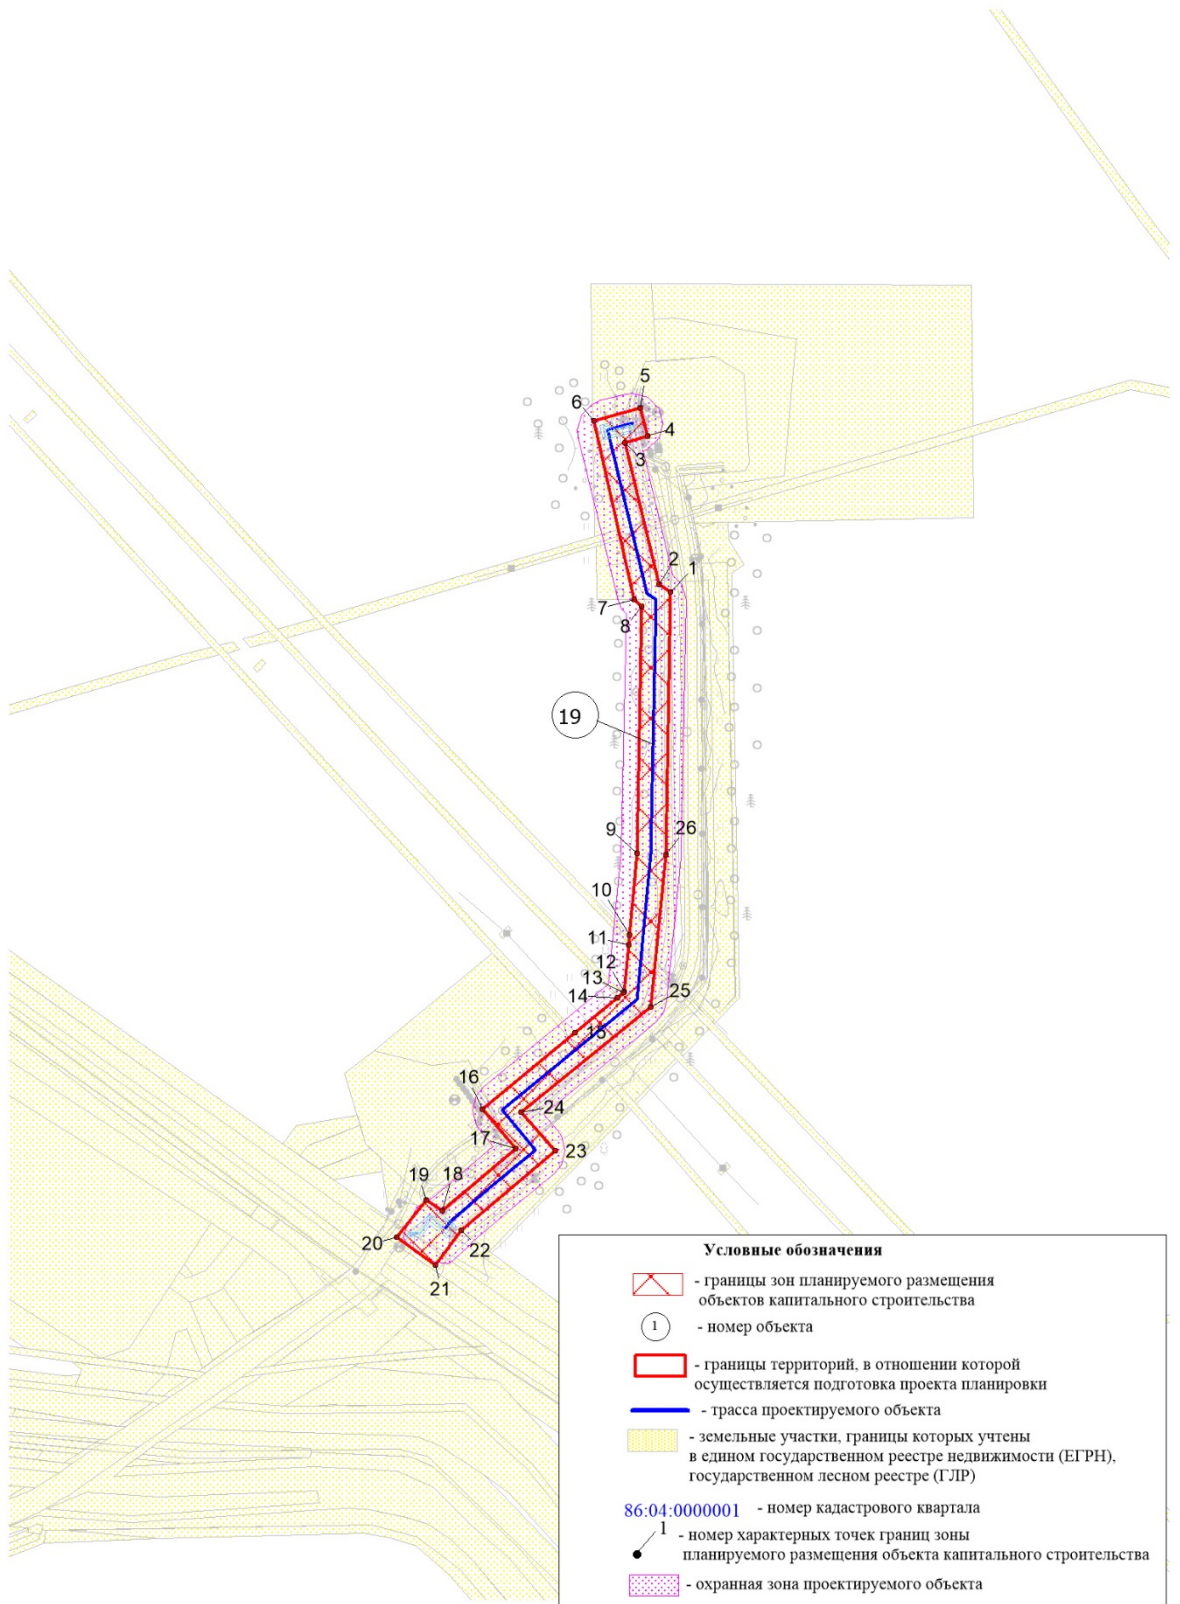 5
6
4
3
2
1
7
8
19
9
26
10
11
12
13
14
25
15
16
24
17
23
19
18
20
22
21
Условные обозначения
- границы зон планируемого размещения
объектов капитального строительства
1 - номер объекта
- границы территорий, в отношении которой
осуществляется подготовка проекта планировки
- трасса проектируемого объекта
- земельные участки, границы которых учтены
в едином государственном реестре недвижимости (ЕГРН),
государственном лесном реестре (ГЛР)
86:04:0000001 - номер кадастрового квартала
1 - номер характерных точек границ зоны
планируемого размещения объекта капитального строительства
- охранная зона проектируемого объекта